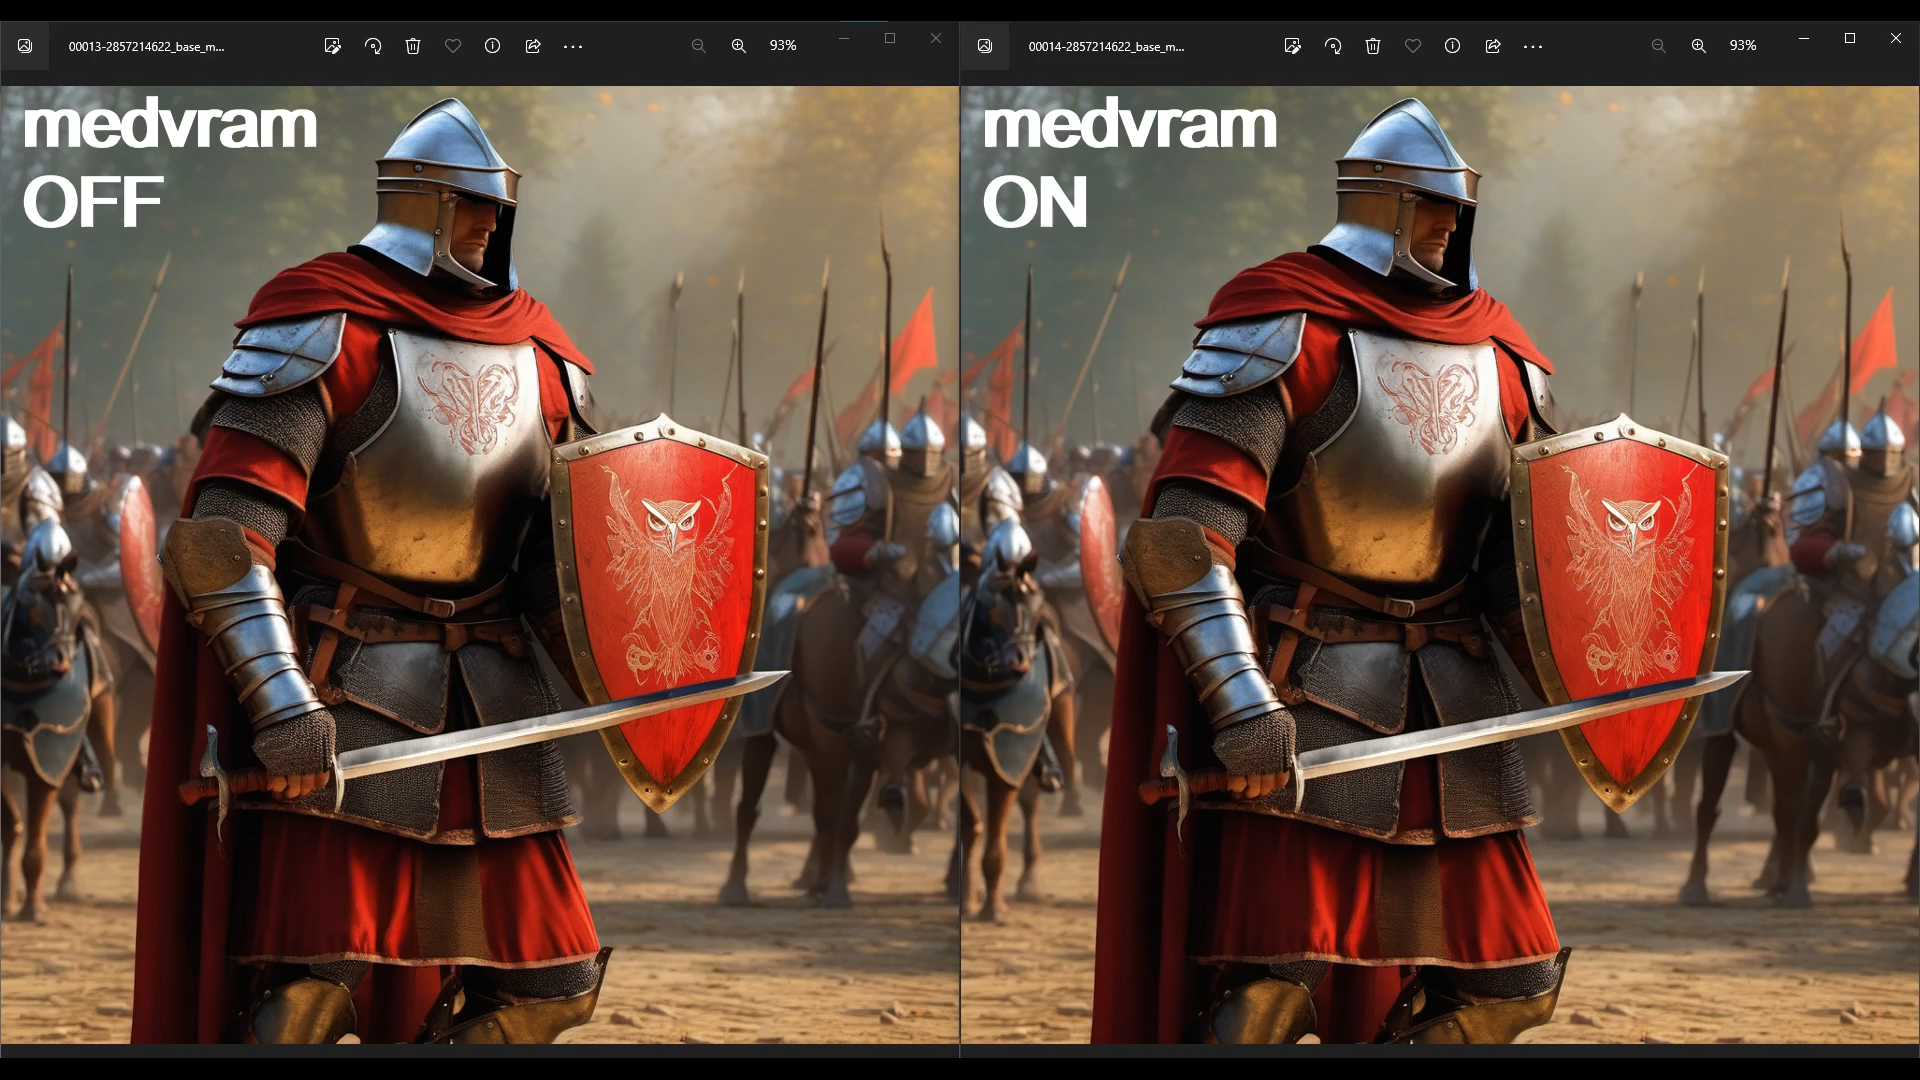 00013-2857214622_base_m...
93%
00014-2857214622_base_m...
93%
medvram
OFF
medvram
ON